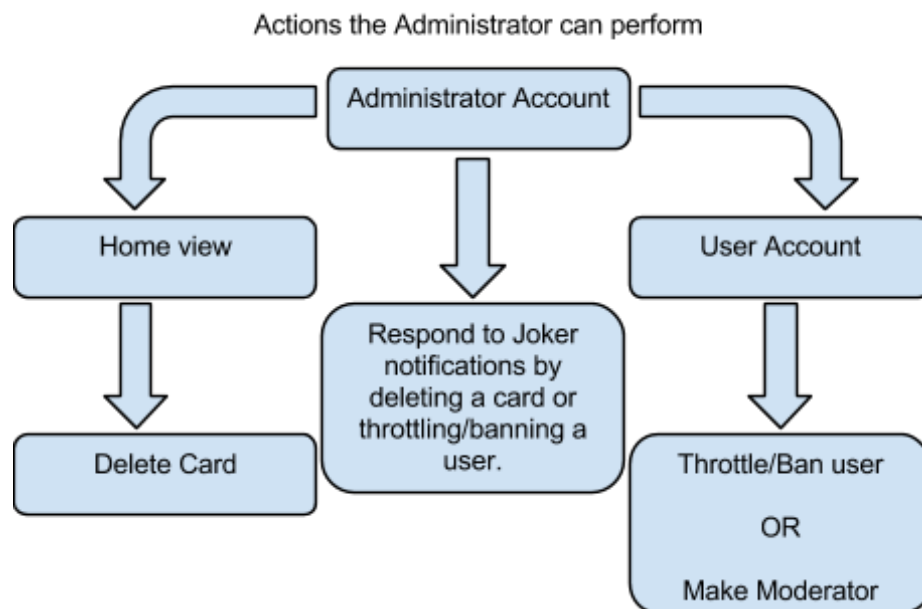 Actions the Administrator can perform
Administrator Account
Home view
User Account
Respond to Joker
notifications by
deleting a card or
throttling/banning a
user.
Delete Card
Throttle/Ban user
OR
Make Moderator